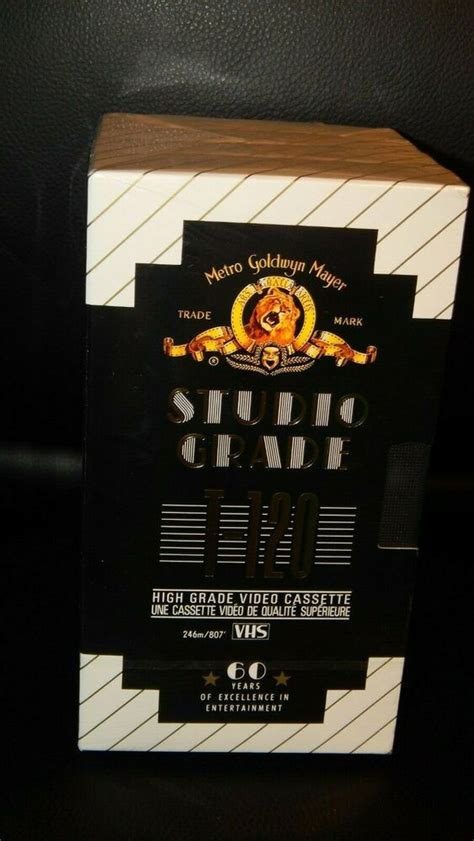 Metro Goldwyn Mayer
TRADE MARK
®
STUDIO
GRADE
T-120
HIGH GRADE VIDEO CASSETTE
UNE CASSETTE VIDÉO DE QUALITÉ SUPÉRIEURE
246m/807' VHS
60
YEARS
OF EXCELLENCE IN
ENTERTAINMENT